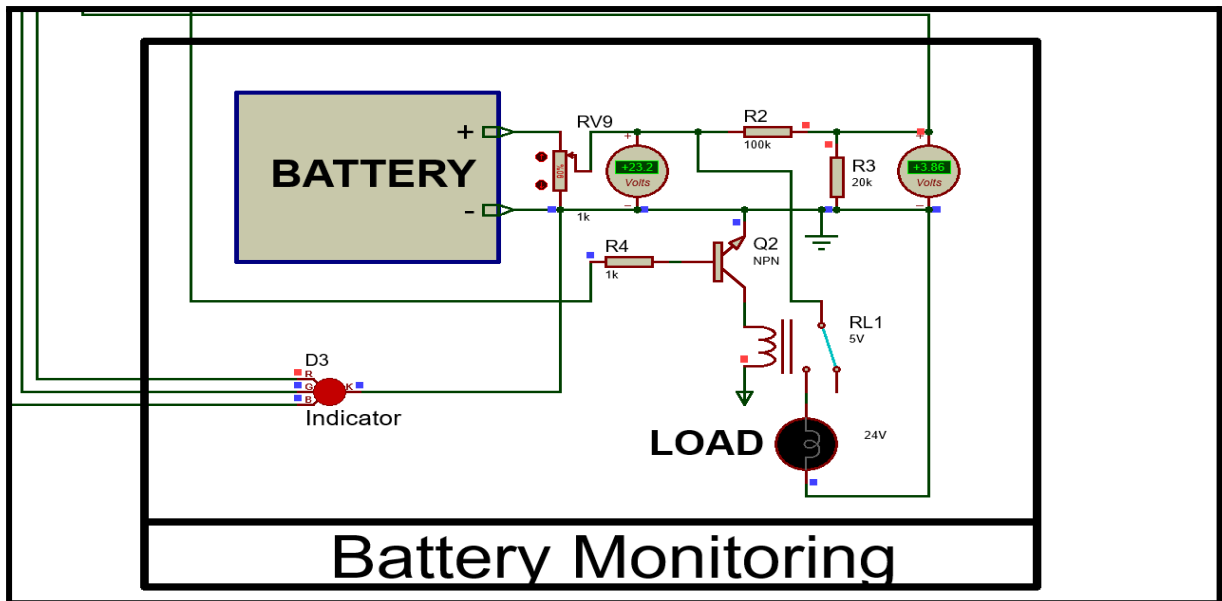 BATTERY
+
-
RV9
90%
1k
+
+23.2
Volts
−
R2
100k
R3
20k
+
+3.86
Volts
−
R4
1k
Q2
NPN
RL1
5V
D3
R
G
B
K
Indicator
LOAD
24V
Battery Monitoring